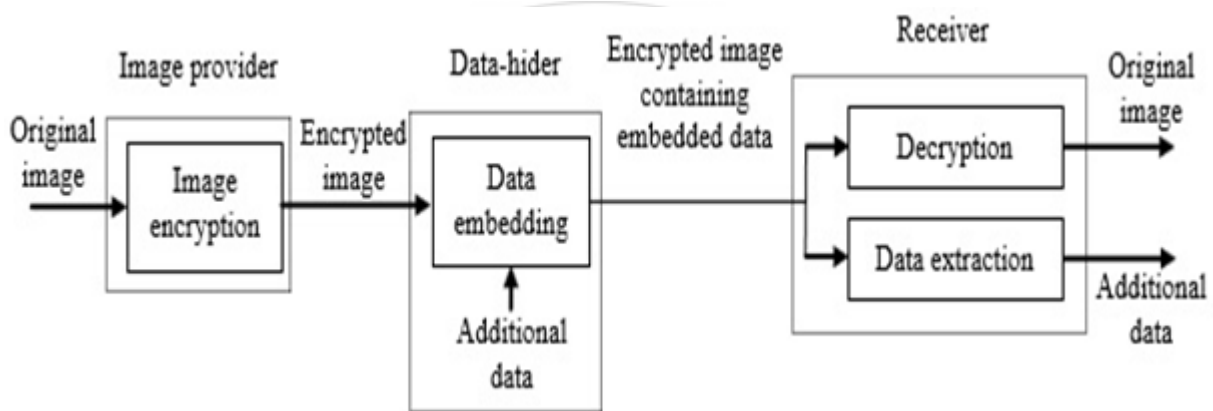 Image provider
Original
image
Image
encryption
Encrypted
image
Data-hider
Data
embedding
Additional
data
Encrypted image
containing
embedded data
Receiver
Decryption
Data extraction
Original
image
Additional
data